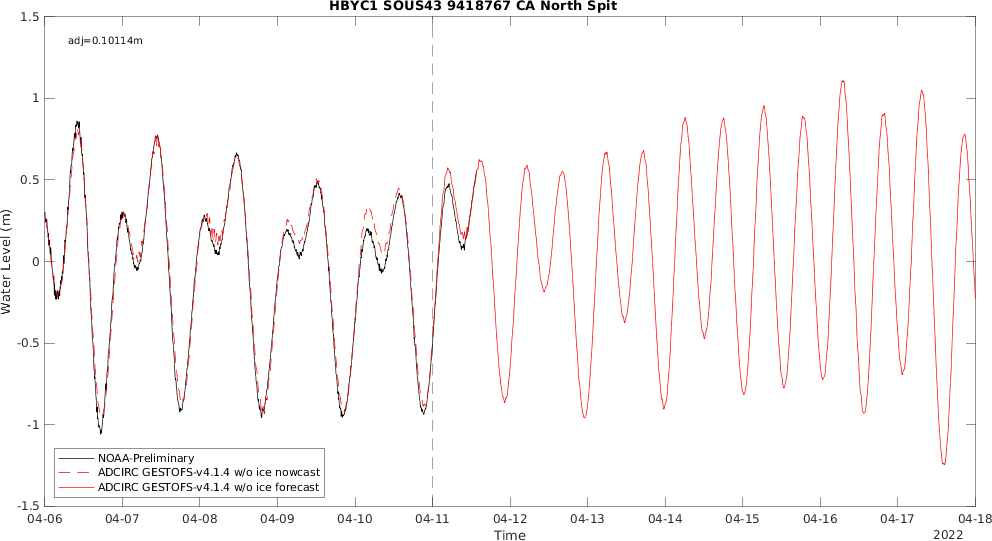 HBYC1 SOUS43 9418767 CA North Spit
adj=0.10114m
Water Level (m)
1.5
1
0.5
0
-0.5
-1
-1.5
NOAA-Preliminary
ADCIRC GESTOFS-v4.1.4 w/o ice nowcast
ADCIRC GESTOFS-v4.1.4 w/o ice forecast
04-06 04-07 04-08 04-09 04-10 04-11 04-12 04-13 04-14 04-15 04-16 04-17 04-18
Time
2022